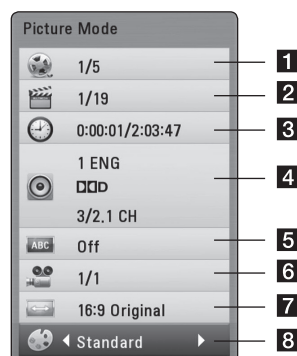 Picture Mode
1/5 1
1/19 2
0:00:01/2:03:47 3
1 ENG
DD D 4
3/2.1 CH
ABC Off 5
1/1 6
16:9 Original 7
Standard 8